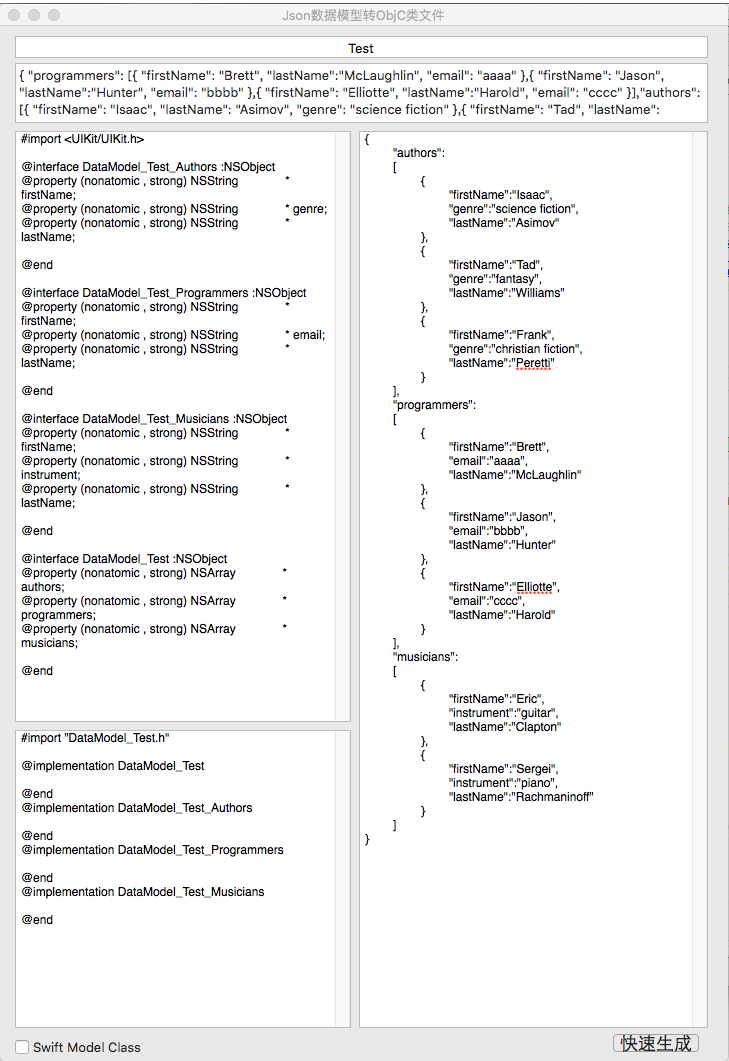 Json数据模型转ObjC类文件
Test
{ "programmers": [{ "firstName": "Brett", "lastName":"McLaughlin", "email": "aaaa" },{ "firstName": "Jason",
"lastName":"Hunter", "email": "bbbb" },{ "firstName": "Elliotte", "lastName":"Harold", "email": "cccc" }],"authors":
[{ "firstName": "Isaac", "lastName": "Asimov", "genre": "science fiction" },{ "firstName": "Tad", "lastName":
#import <UIKit/UIKit.h>
@interface DataModel_Test_Authors :NSObject
@property (nonatomic , strong) NSString *
firstName;
@property (nonatomic , strong) NSString * genre;
@property (nonatomic , strong) NSString *
lastName;
@end
@interface DataModel_Test_Programmers :NSObject
@property (nonatomic , strong) NSString *
firstName;
@property (nonatomic , strong) NSString * email;
@property (nonatomic , strong) NSString *
lastName;
@end
@interface DataModel_Test_Musicians :NSObject
@property (nonatomic , strong) NSString *
firstName;
@property (nonatomic , strong) NSString *
instrument;
@property (nonatomic , strong) NSString *
lastName;
@end
@interface DataModel_Test :NSObject
@property (nonatomic , strong) NSArray *
authors;
@property (nonatomic , strong) NSArray *
programmers;
@property (nonatomic , strong) NSArray *
musicians;
@end
#import "DataModel_Test.h"
@implementation DataModel_Test
@end
@implementation DataModel_Test_Authors
@end
@implementation DataModel_Test_Programmers
@end
@implementation DataModel_Test_Musicians
@end
{
"authors":
[
{
"firstName":"Isaac",
"genre":"science fiction",
"lastName":"Asimov"
},
{
"firstName":"Tad",
"genre":"fantasy",
"lastName":"Williams"
},
{
"firstName":"Frank",
"genre":"christian fiction",
"lastName":"Peretti"
}
],
"programmers":
[
{
"firstName":"Brett",
"email":"aaaa",
"lastName":"McLaughlin"
},
{
"firstName":"Jason",
"email":"bbbb",
"lastName":"Hunter"
},
{
"firstName":"Elliotte",
"email":"cccc",
"lastName":"Harold"
}
],
"musicians":
[
{
"firstName":"Eric",
"instrument":"guitar",
"lastName":"Clapton"
},
{
"firstName":"Sergei",
"instrument":"piano",
"lastName":"Rachmaninoff"
}
]
}
Swift Model Class
快速生成